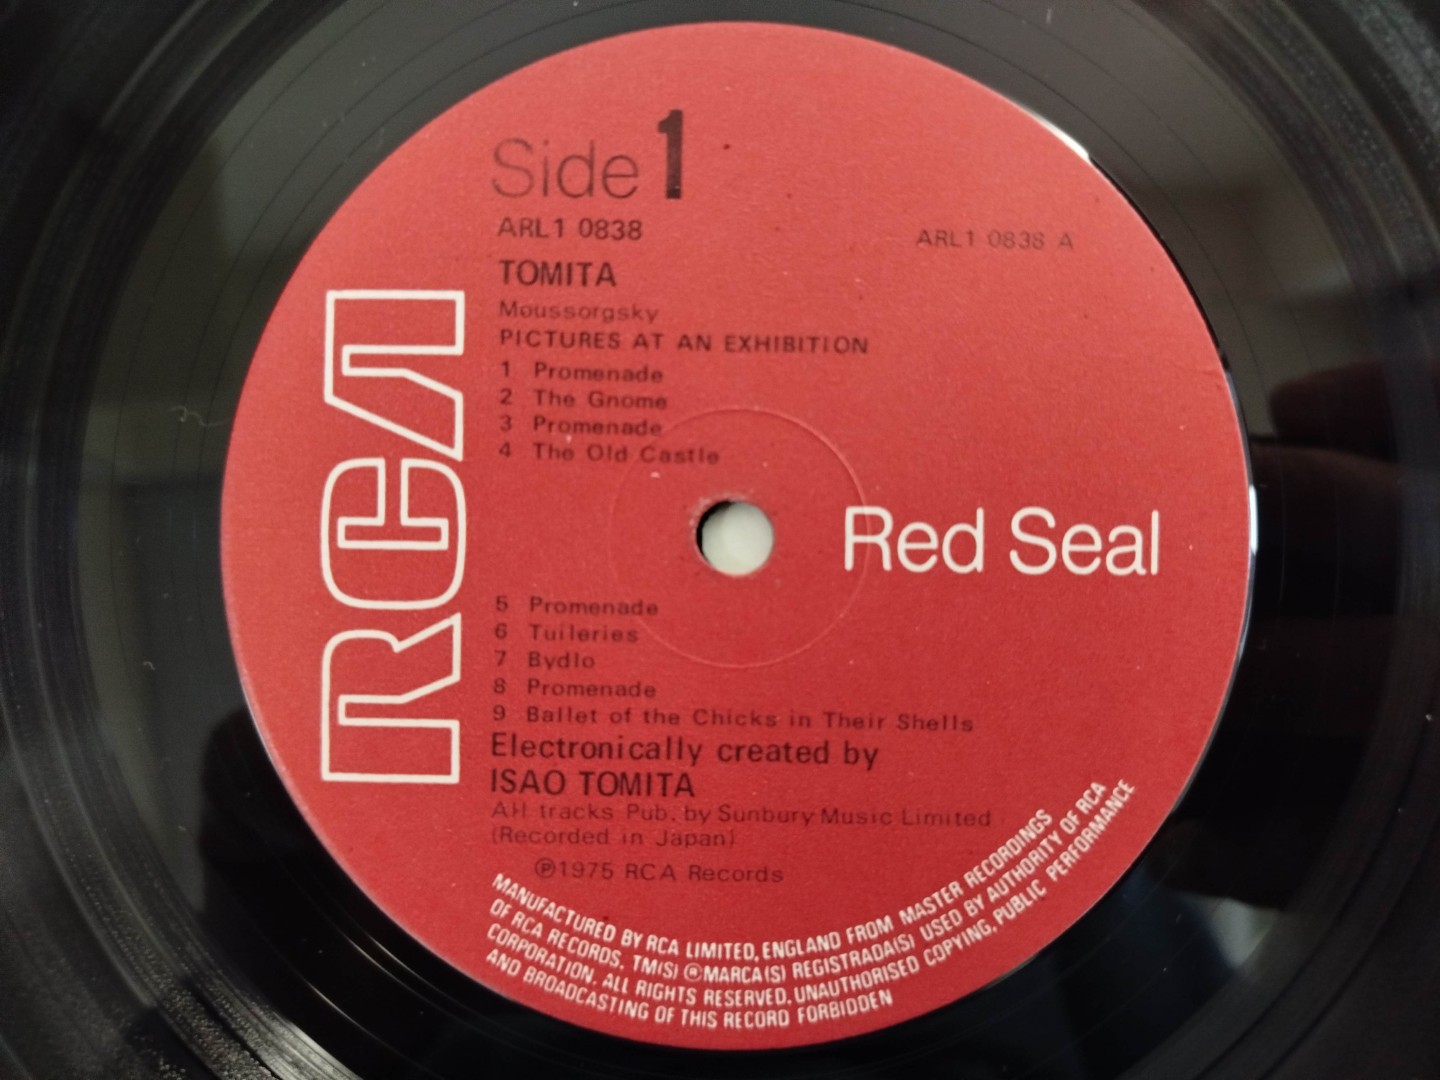 Side 1
ARL1 0838
ARL1 0838 A
TOMITA
Moussorgsky
PICTURES AT AN EXHIBITION
1 Promenade
2 The Gnome
3 Promenade
4 The Old Castle
RCA
Red Seal
5 Promenade
6 Tuileries
7 Bydlo
8 Promenade
9 Ballet of the Chicks in Their Shells
Electronically created by
ISAO TOMITA
All tracks Pub. by Sunbury Music Limited
(Recorded in Japan)
℗1975 RCA Records
MANUFACTURED BY RCA LIMITED, ENGLAND FROM MASTER RECORDINGS
OF RCA RECORDS. TM(S) ® MARCA(S) REGISTRADA(S) USED BY AUTHORITY OF RCA
CORPORATION. ALL RIGHTS RESERVED. UNAUTHORISED COPYING, PUBLIC PERFORMANCE
AND BROADCASTING OF THIS RECORD FORBIDDEN